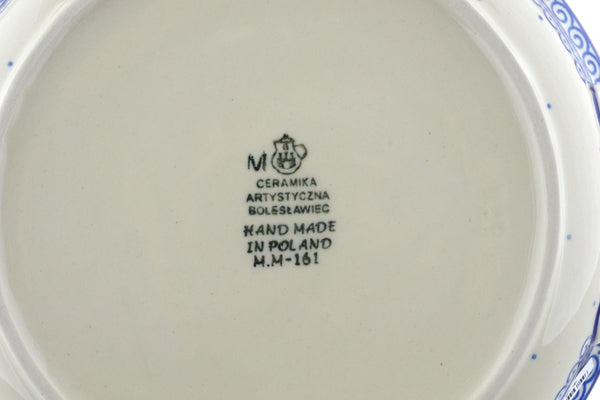 M
CERAMIKA
ARTYSTYCZNA
BOLESŁAWIEC
HAND MADE
IN POLAND
M.M-161